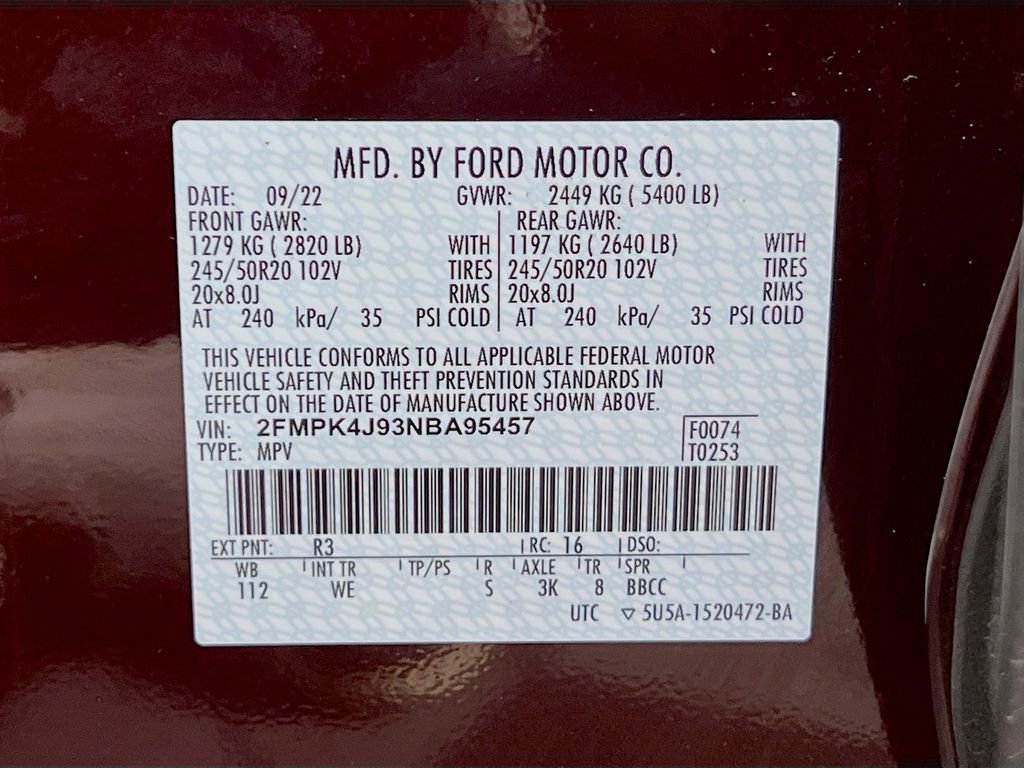 MFD. BY FORD MOTOR CO.
DATE: 09/22 GVWR: 2449 KG ( 5400 LB)
FRONT GAWR: REAR GAWR:
1279 KG ( 2820 LB) WITH 1197 KG ( 2640 LB) WITH
245/50R20 102V TIRES 245/50R20 102V TIRES
20x8.0J RIMS 20x8.0J RIMS
AT 240 kPa/ 35 PSI COLD AT 240 kPa/ 35 PSI COLD
THIS VEHICLE CONFORMS TO ALL APPLICABLE FEDERAL MOTOR
VEHICLE SAFETY AND THEFT PREVENTION STANDARDS IN
EFFECT ON THE DATE OF MANUFACTURE SHOWN ABOVE.
VIN: 2FMPK4J93NBA95457 F0074
TYPE: MPV T0253
EXT PNT: R3 RC: 16 DSO:
WB INT TR TP/PS R AXLE TR SPR
112 WE S 3K 8 BBCC
UTC ▽ 5U5A-1520472-BA